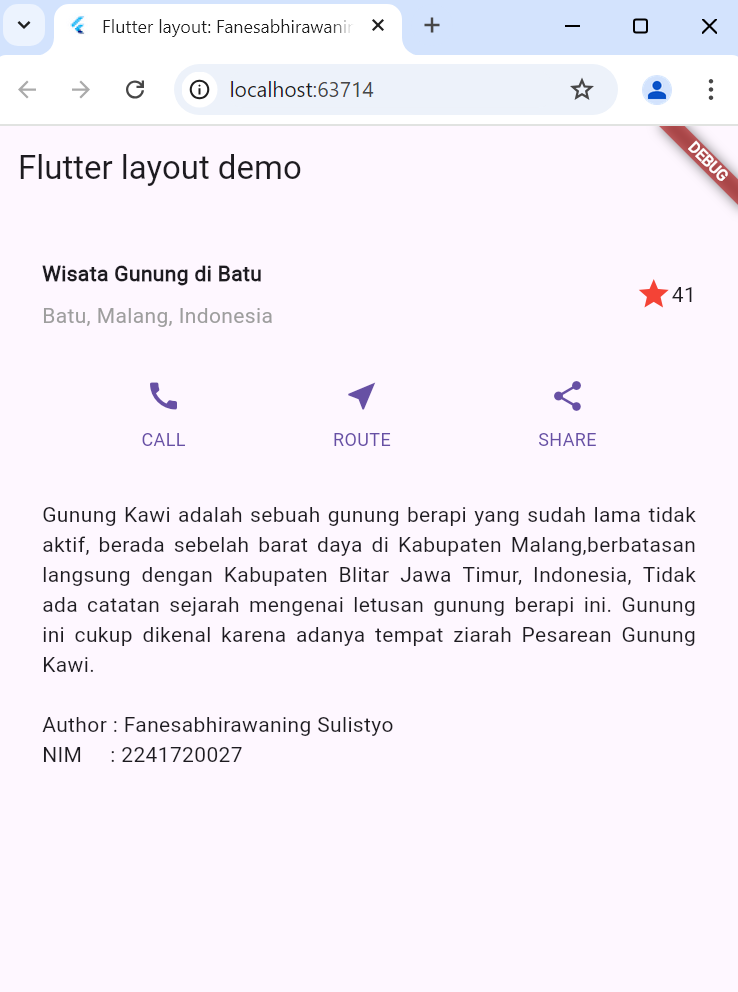 Flutter layout: Fanesabhirawanin
localhost:63714
DEBUG
Flutter layout demo
Wisata Gunung di Batu
41
Batu, Malang, Indonesia
CALL ROUTE SHARE
Gunung Kawi adalah sebuah gunung berapi yang sudah lama tidak
aktif, berada sebelah barat daya di Kabupaten Malang,berbatasan
langsung dengan Kabupaten Blitar Jawa Timur, Indonesia, Tidak
ada catatan sejarah mengenai letusan gunung berapi ini. Gunung
ini cukup dikenal karena adanya tempat ziarah Pesarean Gunung
Kawi.
Author : Fanesabhirawaning Sulistyo
NIM : 2241720027